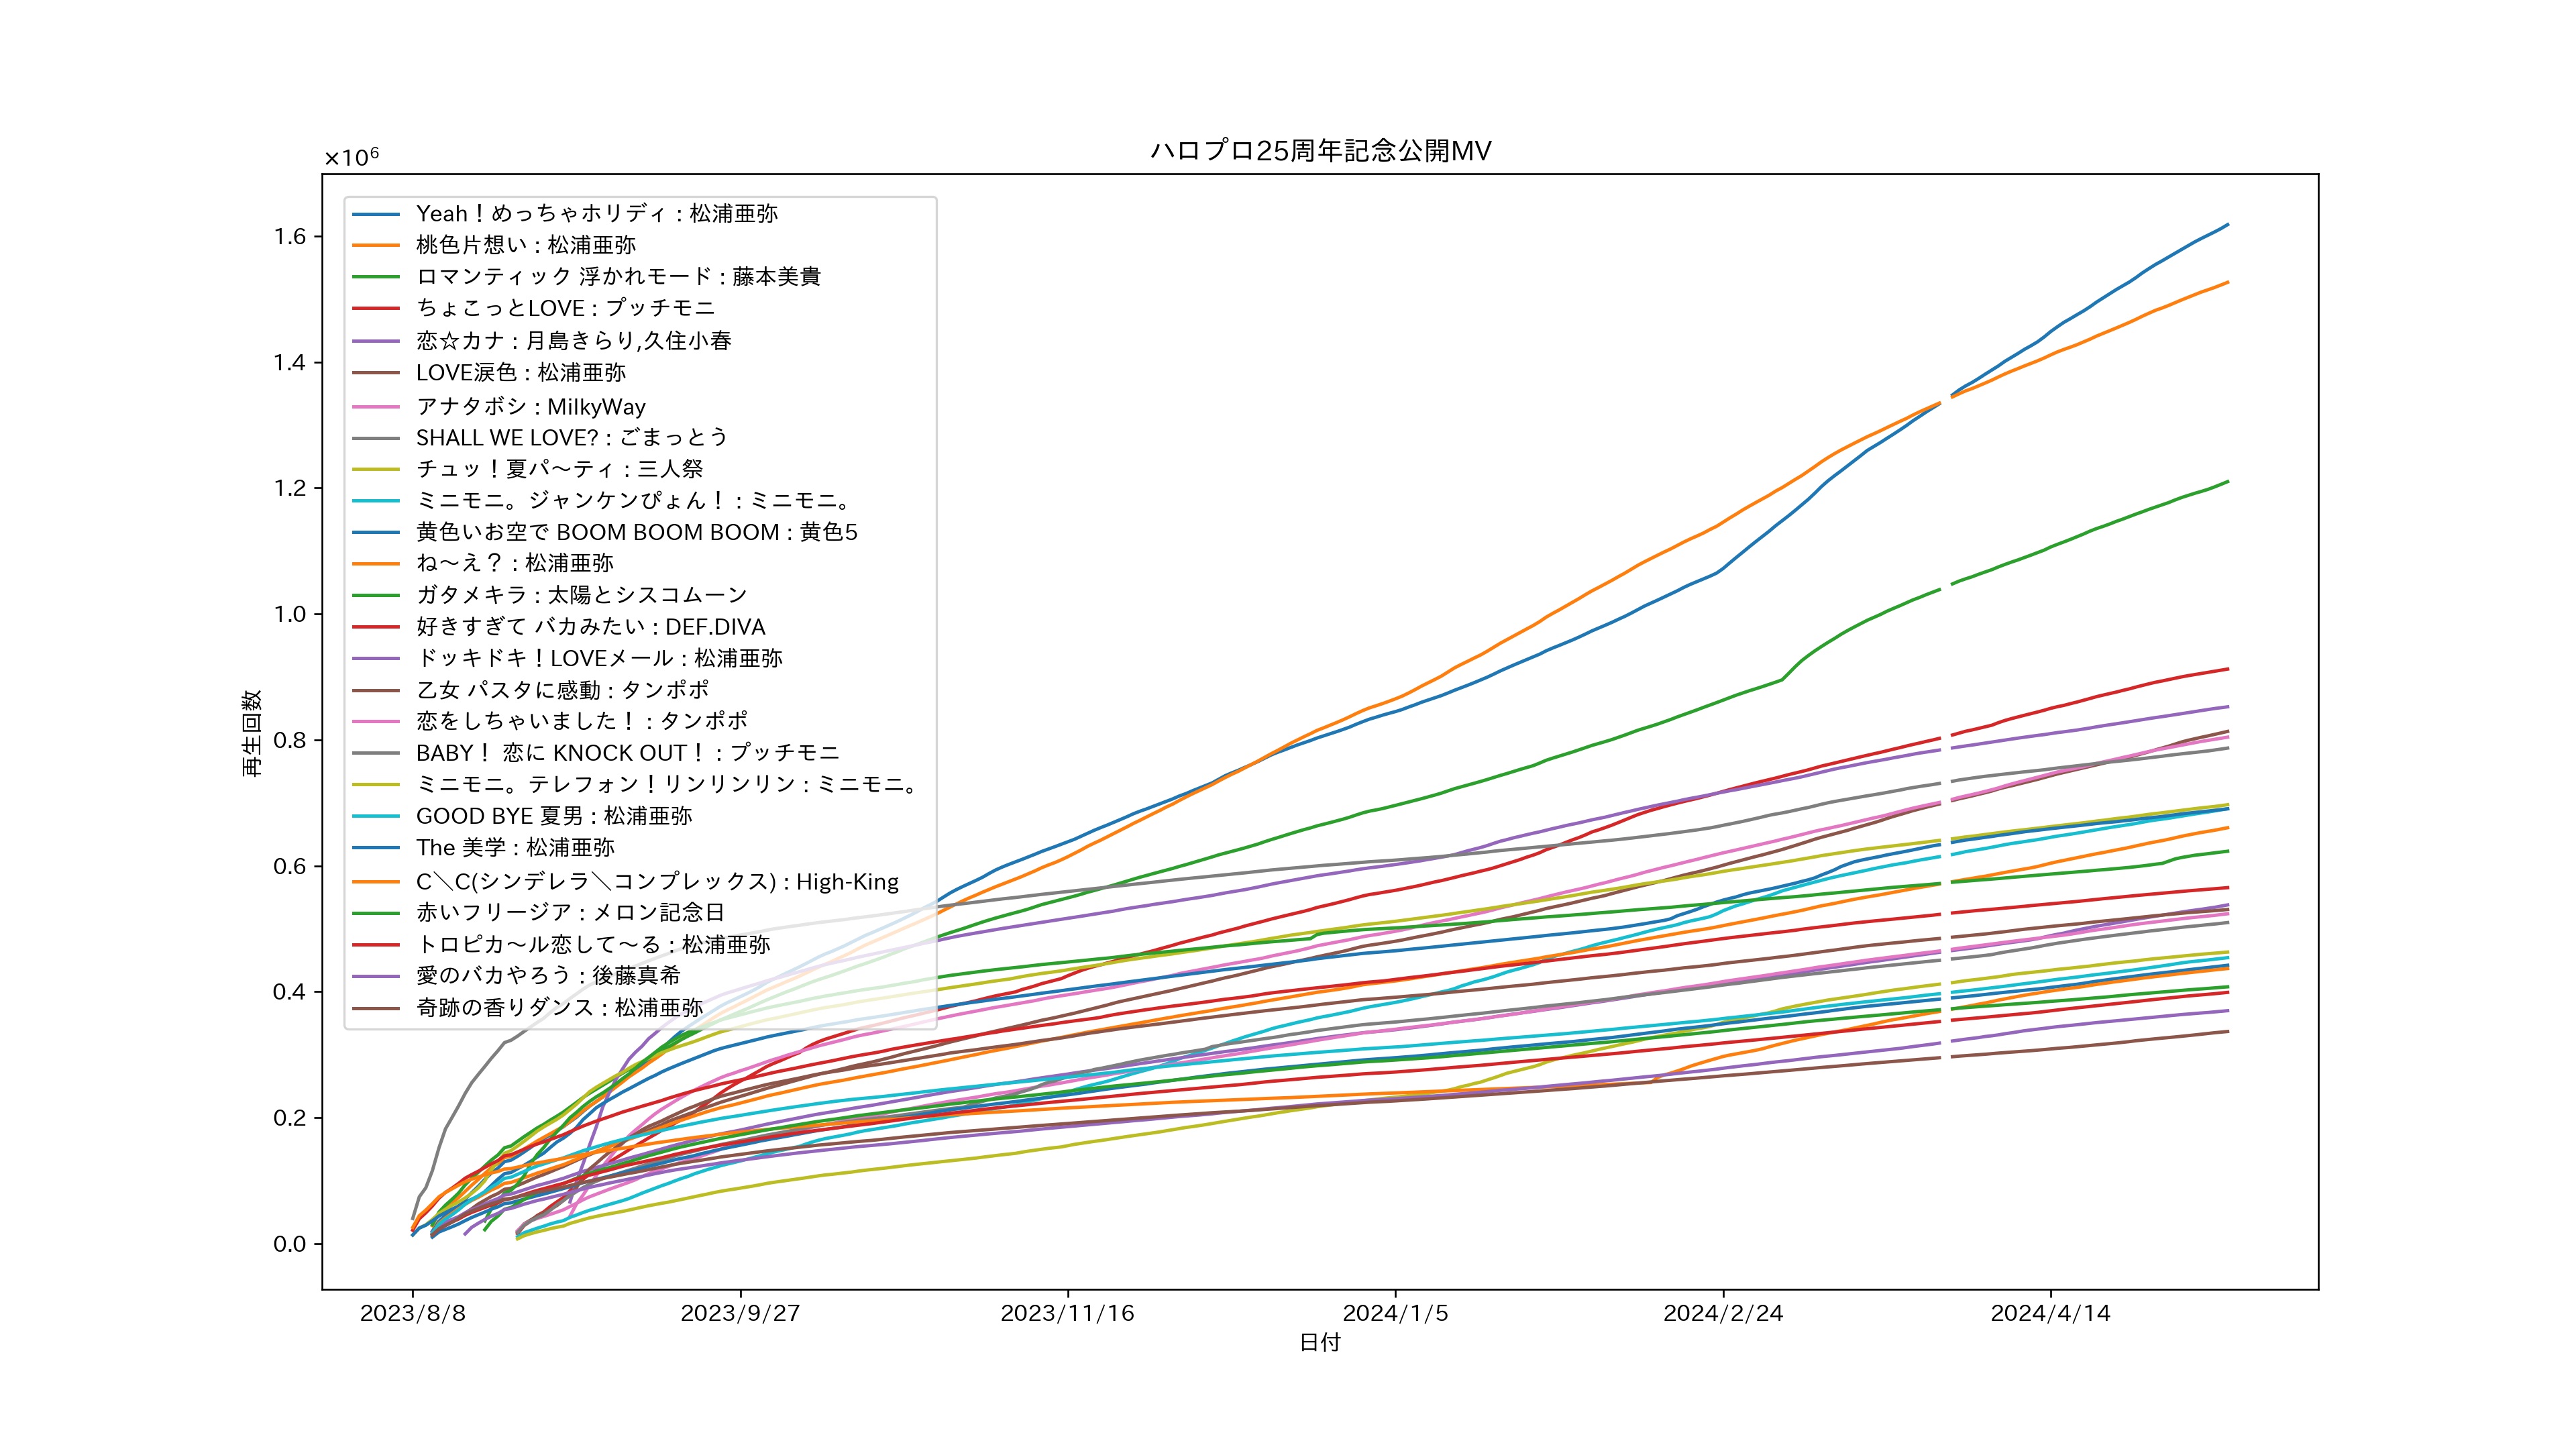 ハロプロ25周年記念公開MV
×10⁶
1.6
1.4
1.2
1.0
0.8
0.6
0.4
0.2
0.0
再生回数
Yeah！めっちゃホリディ : 松浦亜弥
桃色片想い : 松浦亜弥
ロマンティック 浮かれモード : 藤本美貴
ちょこっとLOVE : プッチモニ
恋☆カナ : 月島きらり,久住小春
LOVE涙色 : 松浦亜弥
アナタボシ : MilkyWay
SHALL WE LOVE? : ごまっとう
チュッ！夏パ〜ティ : 三人祭
ミニモニ。ジャンケンぴょん！ : ミニモニ。
黄色いお空で BOOM BOOM BOOM : 黄色5
ね〜え？ : 松浦亜弥
ガタメキラ : 太陽とシスコムーン
好きすぎて バカみたい : DEF.DIVA
ドッキドキ！LOVEメール : 松浦亜弥
乙女 パスタに感動 : タンポポ
恋をしちゃいました！ : タンポポ
BABY！ 恋に KNOCK OUT！ : プッチモニ
ミニモニ。テレフォン！リンリンリン : ミニモニ。
GOOD BYE 夏男 : 松浦亜弥
The 美学 : 松浦亜弥
C＼C(シンデレラ＼コンプレックス) : High-King
赤いフリージア : メロン記念日
トロピカ〜ル恋して〜る : 松浦亜弥
愛のバカやろう : 後藤真希
奇跡の香りダンス : 松浦亜弥
2023/8/8
2023/9/27
2023/11/16
2024/1/5
2024/2/24
2024/4/14
日付